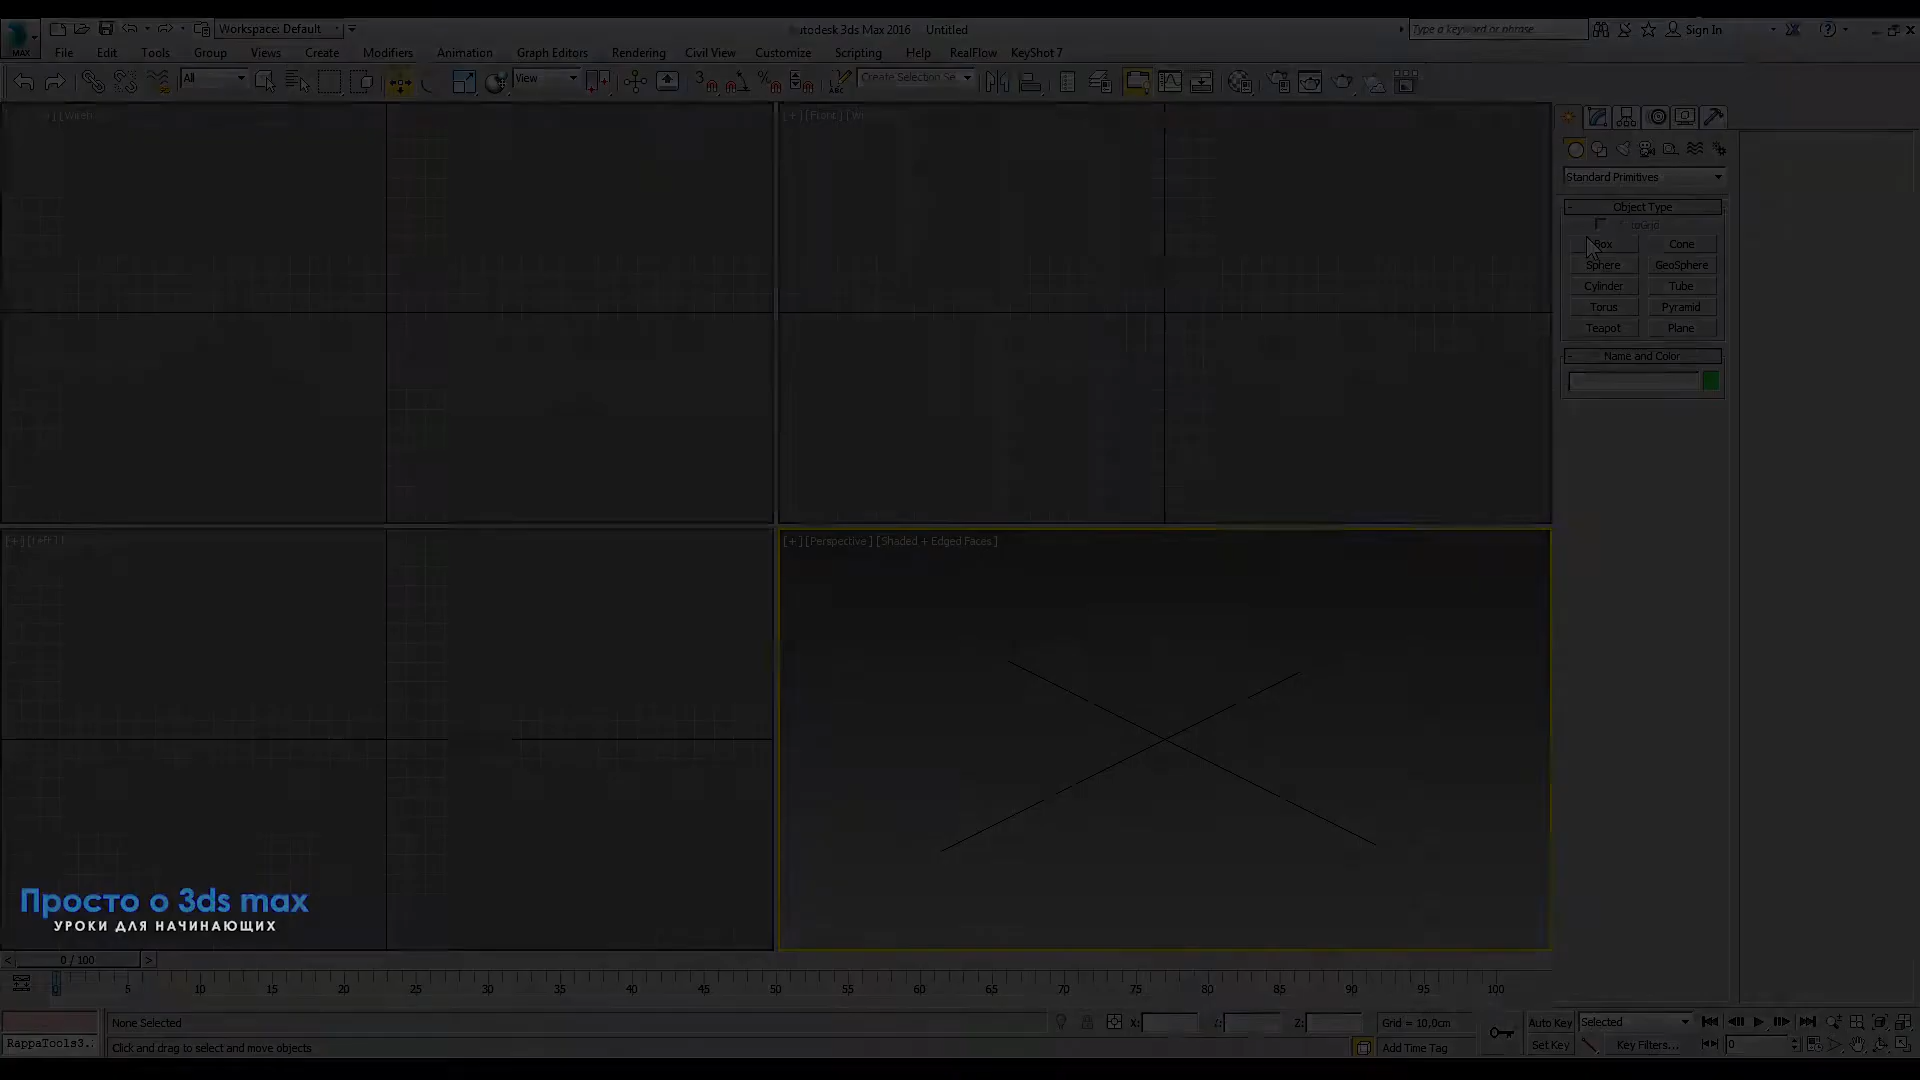 Workspace: Default
Autodesk 3ds Max 2016 Untitled
Type a keyword or phrase
Sign In
MAX
File Edit Tools Group Views Create Modifiers Animation Graph Editors Rendering Civil View Customize Scripting Help RealFlow KeyShot 7
All
View
3
Create Selection Se
[+] [Front]
Standard Primitives
- Object Type
Box Cone
Sphere GeoSphere
Cylinder Tube
Torus Pyramid
Teapot Plane
- Name and Color
[+] [Left]
[+] [Perspective] [Shaded + Edged Faces]
Просто о 3ds max
УРОКИ ДЛЯ НАЧИНАЮЩИХ
< 0 / 100 >
0 5 10 15 20 25 30 35 40 45 50 55 60 65 70 75 80 85 90 95 100
None Selected
X: Z:
Grid = 10,0cm
Auto Key
Selected
RappaTools3.
Click and drag to select and move objects
Add Time Tag
Set Key
Key Filters...
0